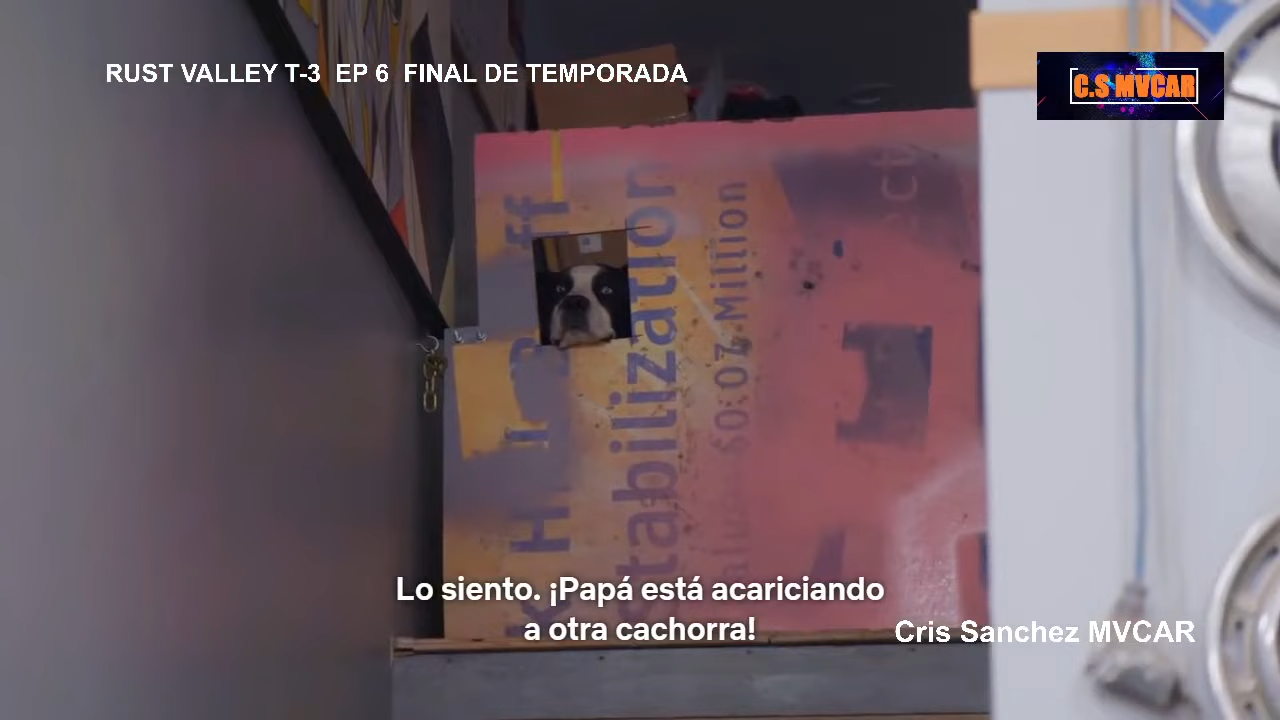 RUST VALLEY T-3 EP 6 FINAL DE TEMPORADA
C.S MVCAR
Stabilization
60:07 Million
Lo siento. ¡Papá está acariciando
a otra cachorra!
Cris Sanchez MVCAR